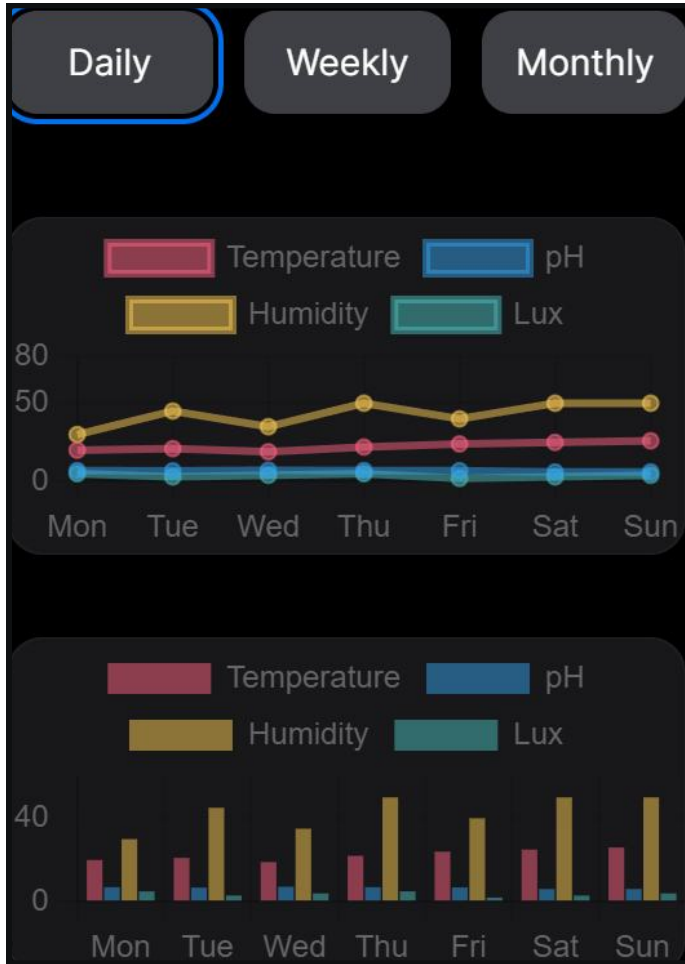 Daily Weekly Monthly
Temperature pH
Humidity Lux
80
50
0
Mon Tue Wed Thu Fri Sat Sun
Temperature pH
Humidity Lux
40
0
Mon Tue Wed Thu Fri Sat Sun